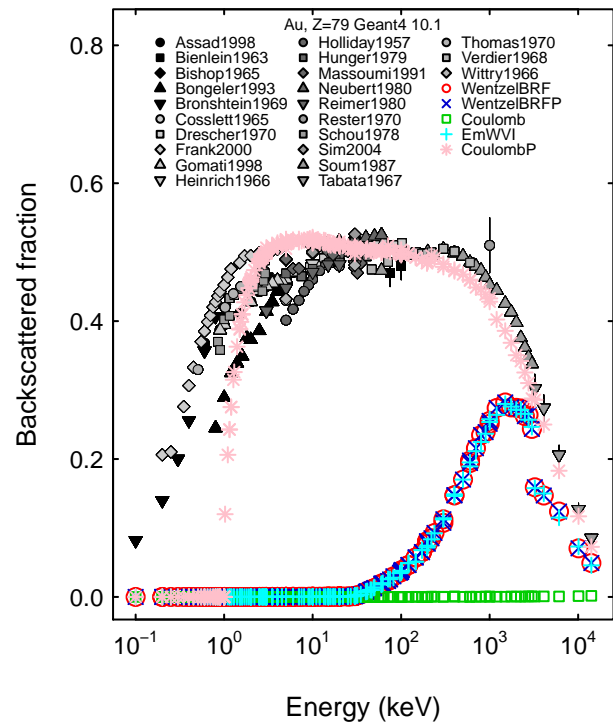 Au, Z=79 Geant4 10.1
Assad1998
Bienlein1963
Bishop1965
Bongeler1993
Bronshtein1969
Cosslett1965
Drescher1970
Frank2000
Gomati1998
Heinrich1966
Holliday1957
Hunger1979
Massoumi1991
Neubert1980
Reimer1980
Rester1970
Schou1978
Sim2004
Soum1987
Tabata1967
Thomas1970
Verdier1968
Wittry1966
WentzelBRF
WentzelBRFP
Coulomb
EmWVI
CoulombP
Backscattered fraction
0.8
0.6
0.4
0.2
0.0
10⁻¹ 10⁰ 10¹ 10² 10³ 10⁴
Energy (keV)